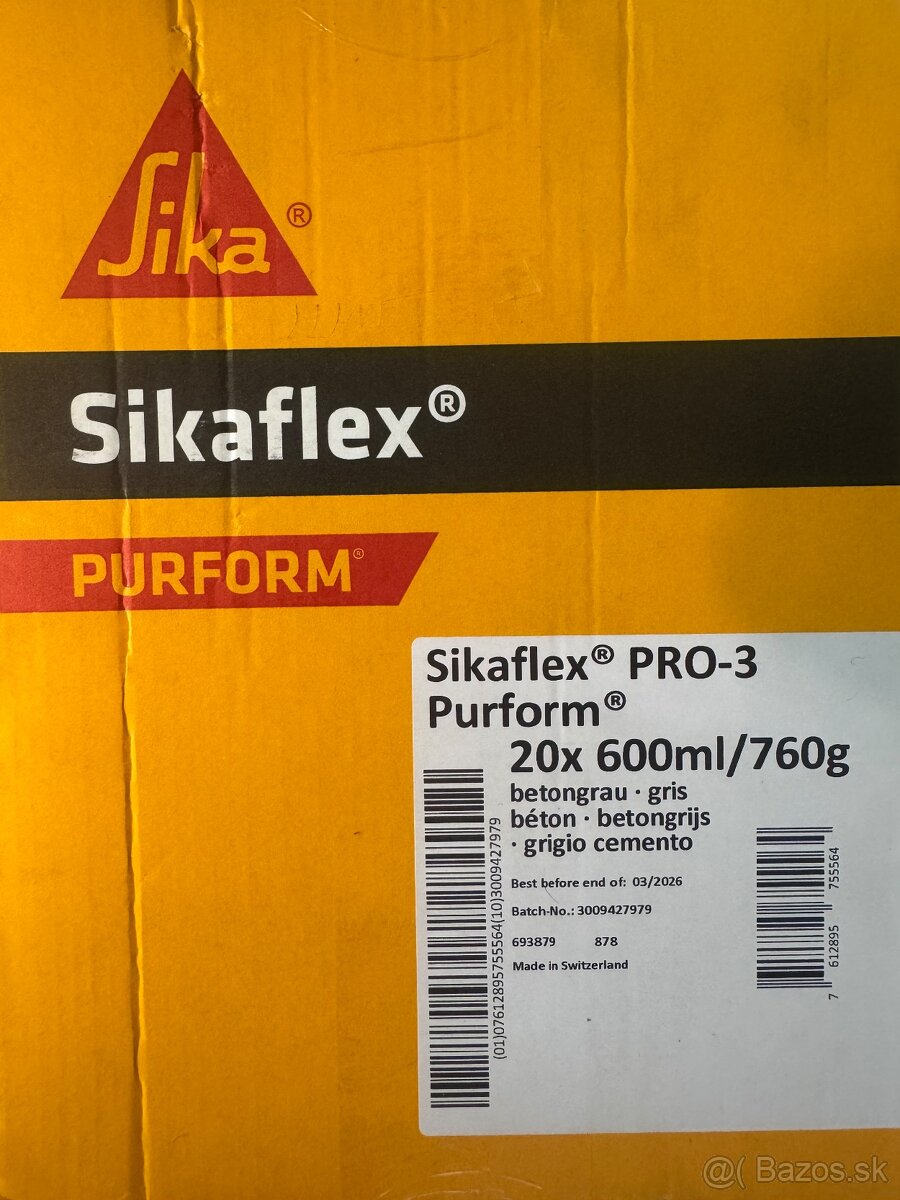 Sika®
Sikaflex®
PURFORM®
Sikaflex® PRO-3
Purform®
20x 600ml/760g
betongrau · gris
béton · betongrijs
· grigio cemento
Best before end of: 03/2026
Batch-No.: 3009427979
693879 878
Made in Switzerland
(01)07612895755564(10)3009427979
7 612895 755564
@( Bazos.sk